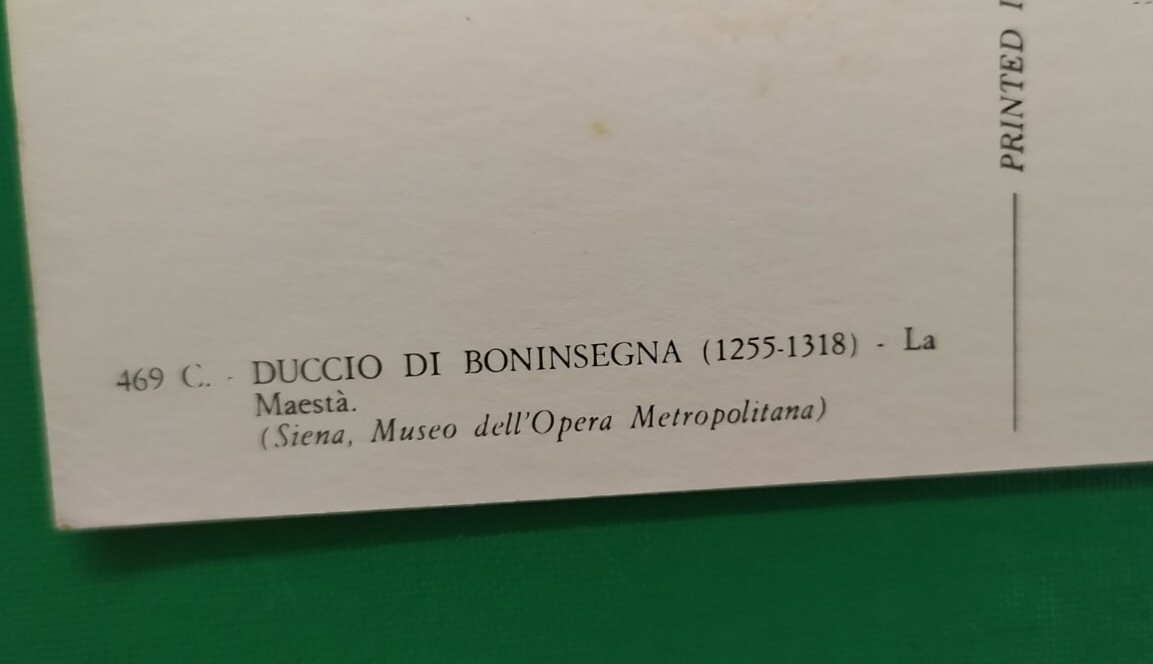 469 C. - DUCCIO DI BONINSEGNA (1255-1318) - La
Maestà.
(Siena, Museo dell'Opera Metropolitana)
PRINTED